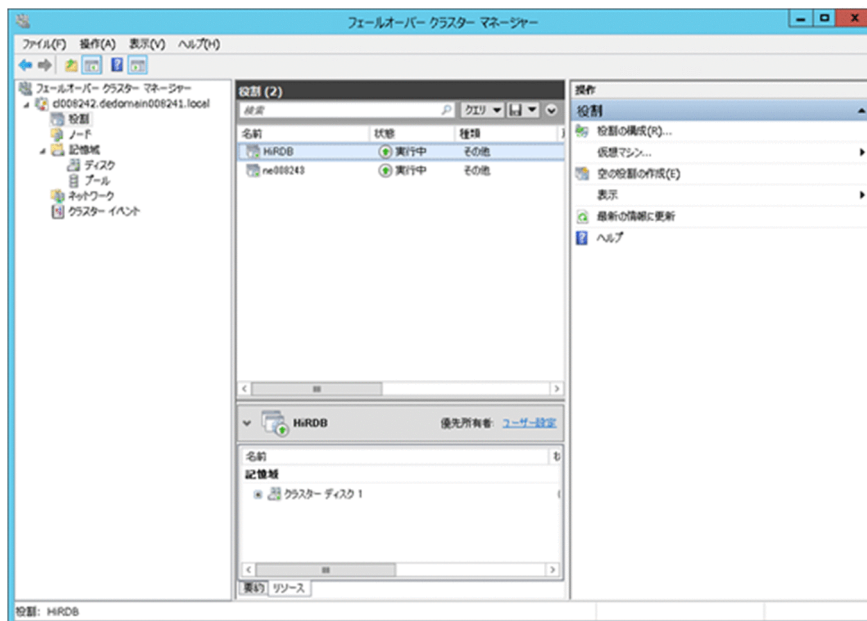 フェールオーバー クラスター マネージャー
ファイル(F) 操作(A) 表示(V) ヘルプ(H)
フェールオーバー クラスター マネージャー
cl008242.dedomain008241.local
役割
ノード
記憶域
ディスク
プール
ネットワーク
クラスター イベント
役割 (2)
検索 クエリ
名前 状態 種類
HiRDB 実行中 その他
ne008243 実行中 その他
HiRDB 優先所有者: ユーザー設定
名前
記憶域
クラスター ディスク 1
要約 リソース
操作
役割
役割の構成(R)...
仮想マシン...
空の役割の作成(E)
表示
最新の情報に更新
ヘルプ
役割: HiRDB